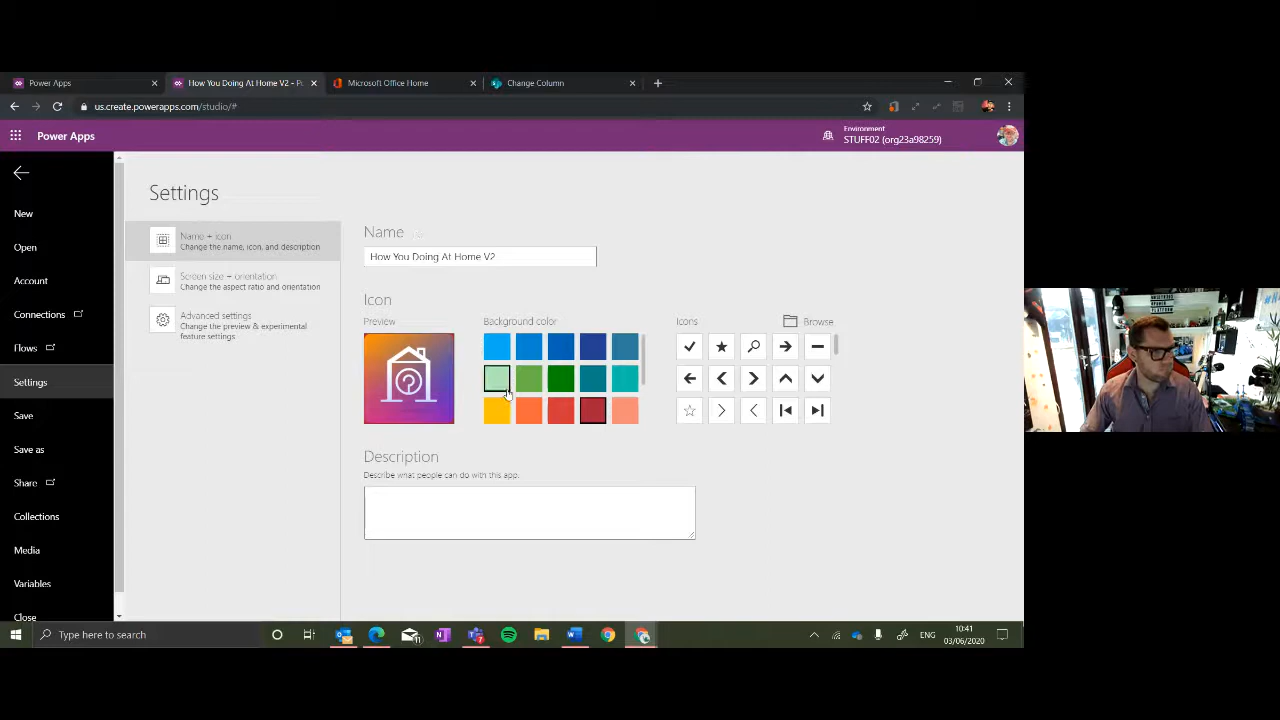 Power Apps
How You Doing At Home V2 - Po
Microsoft Office Home
Change Column
us.create.powerapps.com/studio/#
Power Apps
Environment
STUFF02 (org23a98259)
New
Open
Account
Connections
Flows
Settings
Save
Save as
Share
Collections
Media
Variables
Close
Settings
Name + icon
Change the name, icon, and description
Screen size + orientation
Change the aspect ratio and orientation
Advanced settings
Change the preview & experimental
feature settings
Name
How You Doing At Home V2
Icon
Preview
Background color
Icons
Browse
Description
Describe what people can do with this app.
Type here to search
11
7
ENG
10:41
03/06/2020